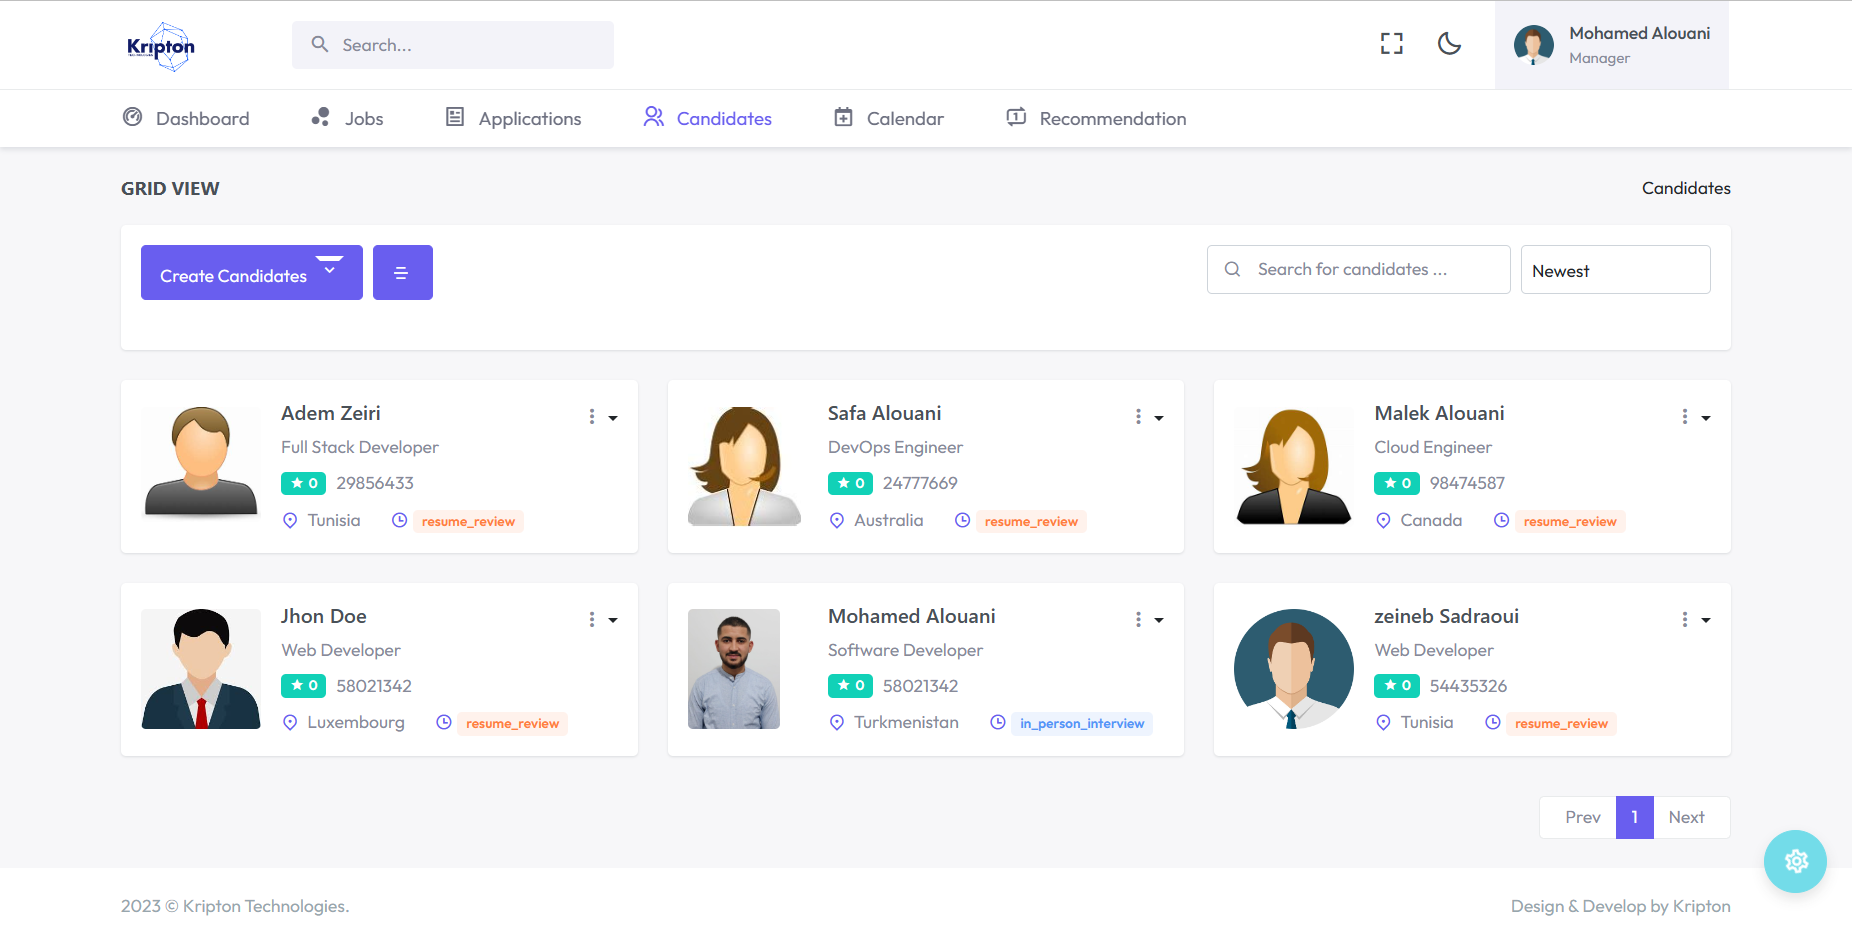 Kripton
Search...
Mohamed Alouani
Manager
Dashboard
Jobs
Applications
Candidates
Calendar
Recommendation
GRID VIEW
Candidates
Create Candidates
Search for candidates ...
Newest
Adem Zeiri
Full Stack Developer
★ 0 29856433
Tunisia resume_review
Safa Alouani
DevOps Engineer
★ 0 24777669
Australia resume_review
Malek Alouani
Cloud Engineer
★ 0 98474587
Canada resume_review
Jhon Doe
Web Developer
★ 0 58021342
Luxembourg resume_review
Mohamed Alouani
Software Developer
★ 0 58021342
Turkmenistan in_person_interview
zeineb Sadraoui
Web Developer
★ 0 54435326
Tunisia resume_review
Prev 1 Next
2023 © Kripton Technologies.
Design & Develop by Kripton